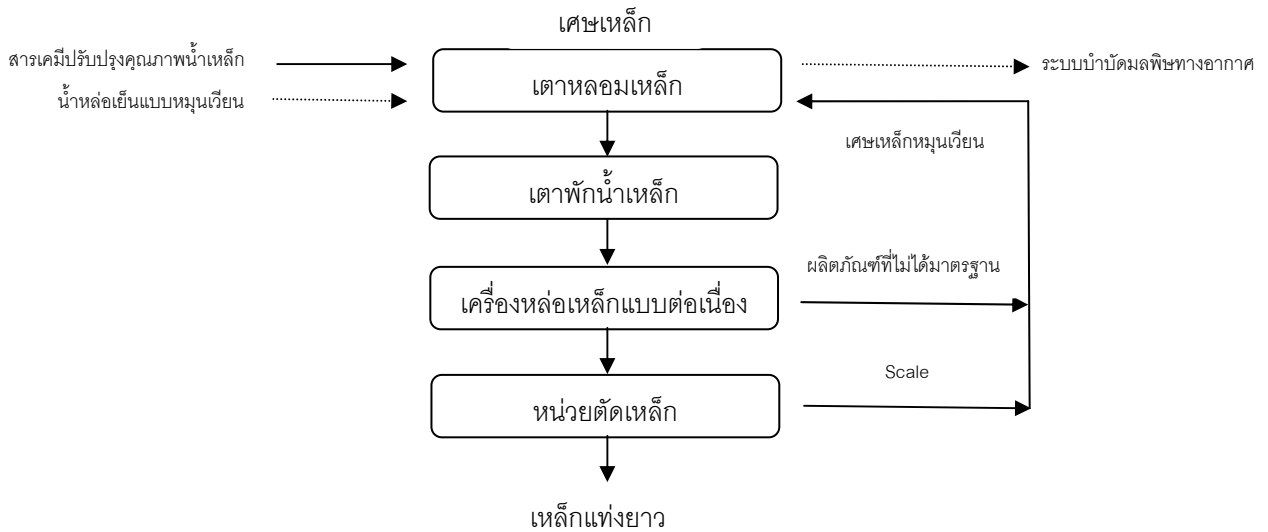 เศษเหล็ก
สารเคมีปรับปรุงคุณภาพน้ำเหล็ก
เตาหลอมเหล็ก
ระบบบำบัดมลพิษทางอากาศ
น้ำหล่อเย็นแบบหมุนเวียน
เศษเหล็กหมุนเวียน
เตาพักน้ำเหล็ก
ผลิตภัณฑ์ที่ไม่ได้มาตรฐาน
เครื่องหล่อเหล็กแบบต่อเนื่อง
Scale
หน่วยตัดเหล็ก
เหล็กแท่งยาว